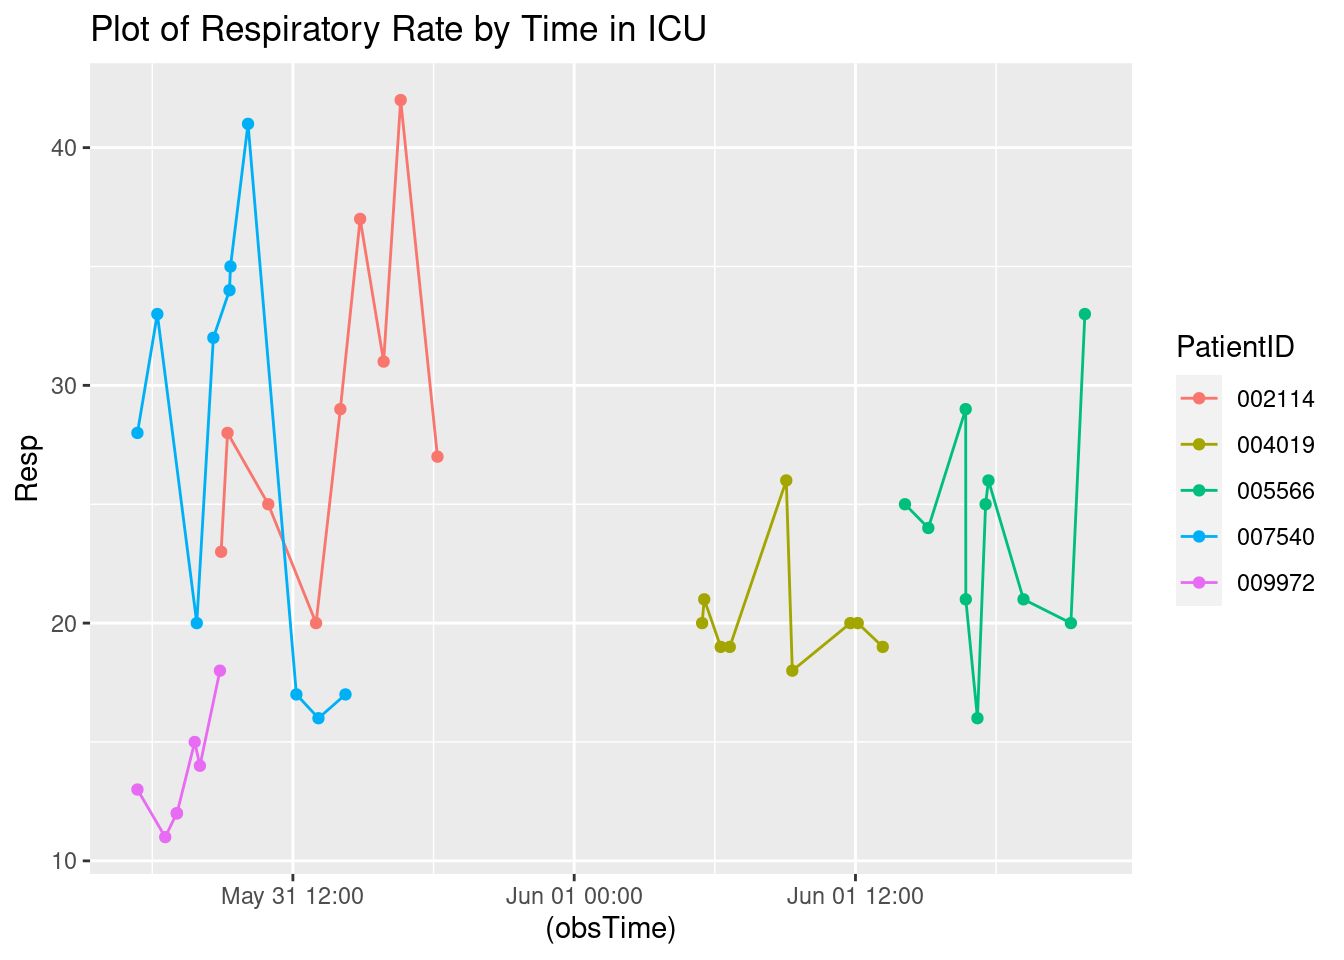 Plot of Respiratory Rate by Time in ICU
Resp
40
30
20
10
May 31 12:00
Jun 01 00:00
Jun 01 12:00
(obsTime)
PatientID
002114
004019
005566
007540
009972